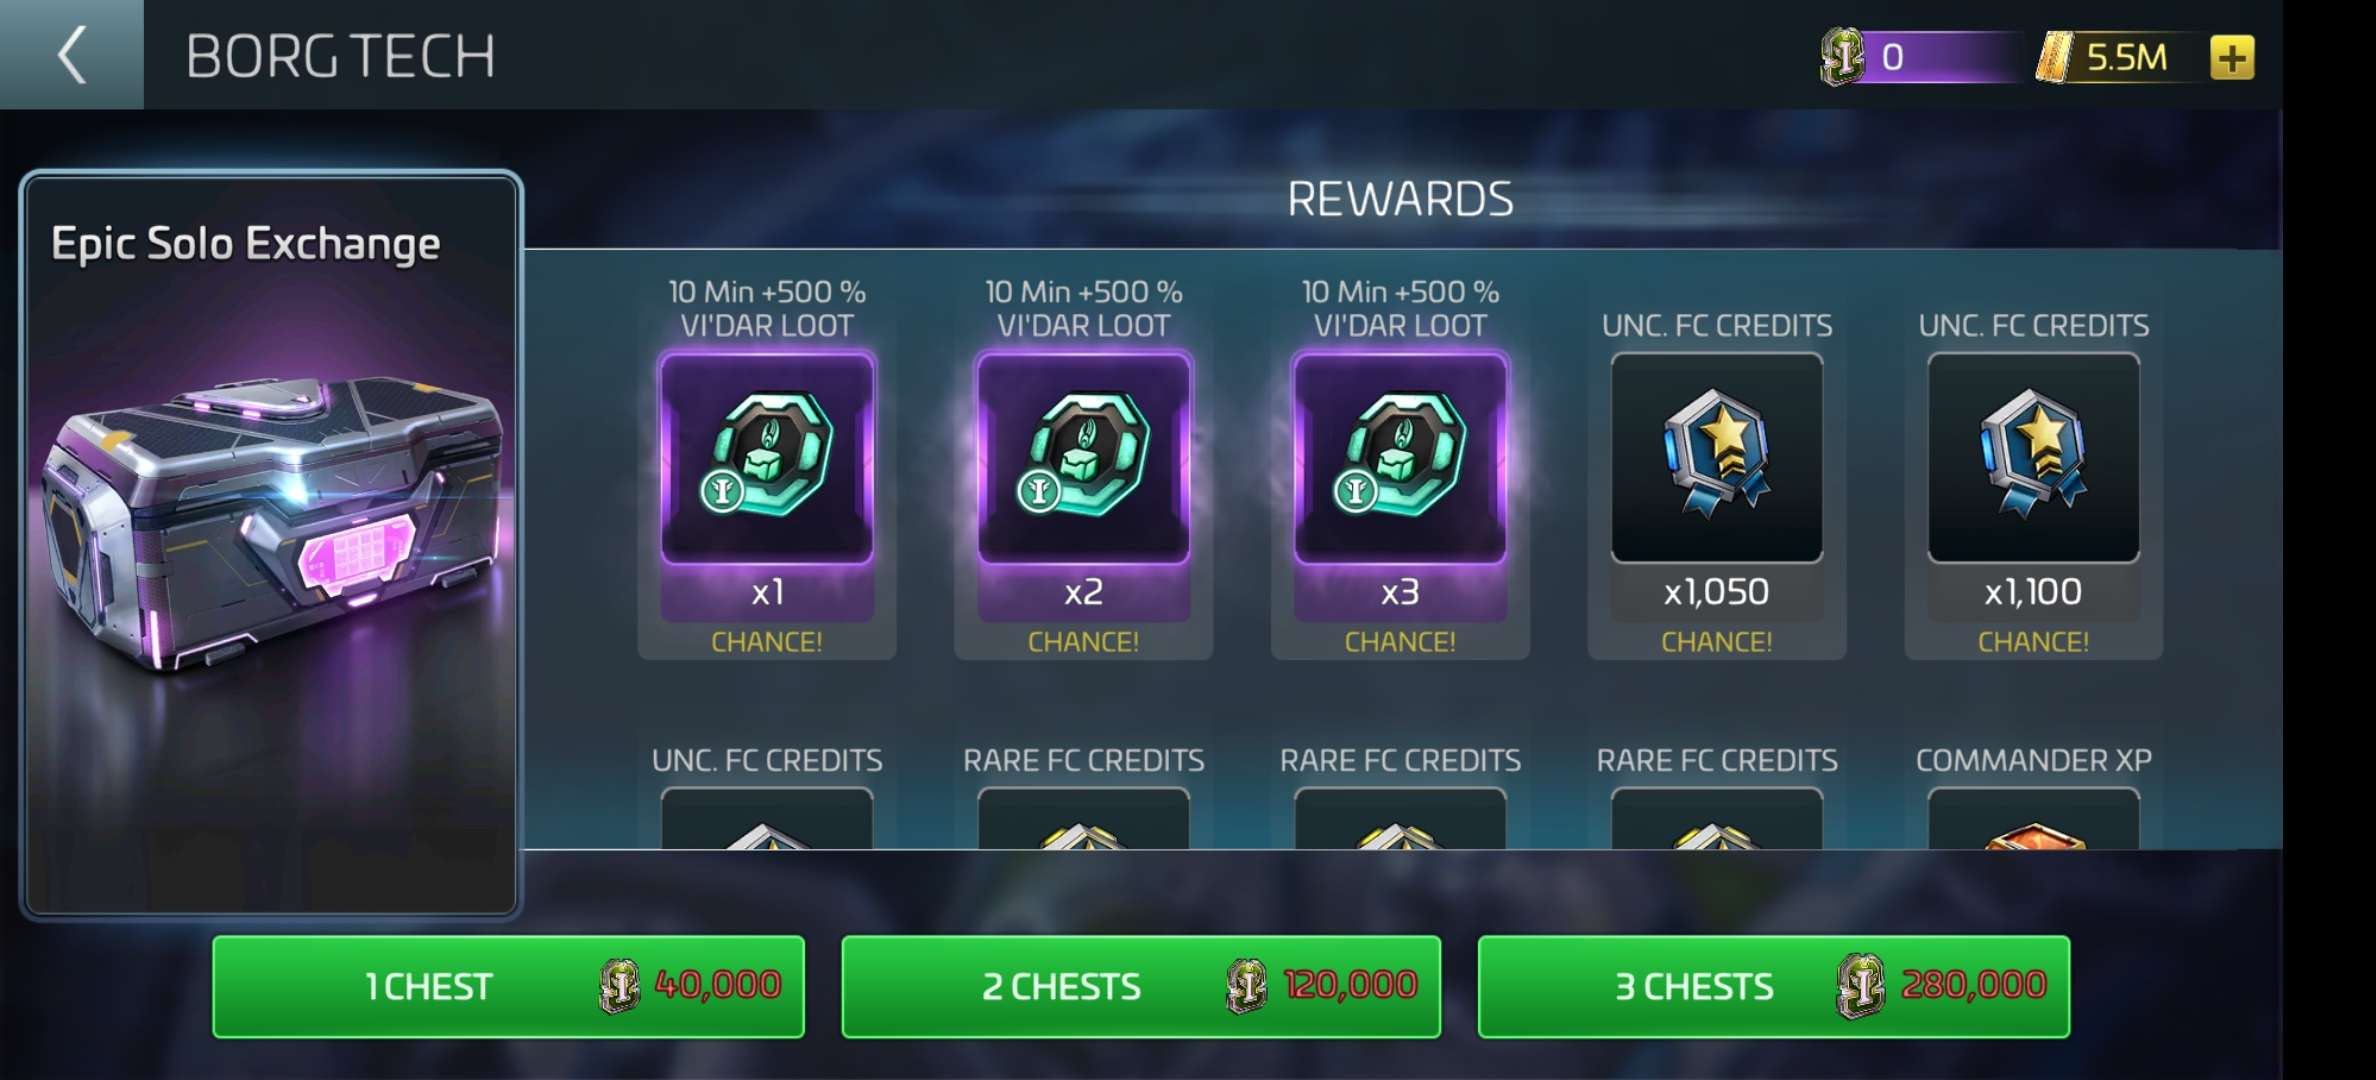 BORG TECH
0
5.5M
Epic Solo Exchange
REWARDS
10 Min +500 %
VI'DAR LOOT
x1
CHANCE!
10 Min +500 %
VI'DAR LOOT
x2
CHANCE!
10 Min +500 %
VI'DAR LOOT
x3
CHANCE!
UNC. FC CREDITS
x1,050
CHANCE!
UNC. FC CREDITS
x1,100
CHANCE!
UNC. FC CREDITS
RARE FC CREDITS
RARE FC CREDITS
RARE FC CREDITS
COMMANDER XP
1 CHEST 40,000
2 CHESTS 120,000
3 CHESTS 280,000